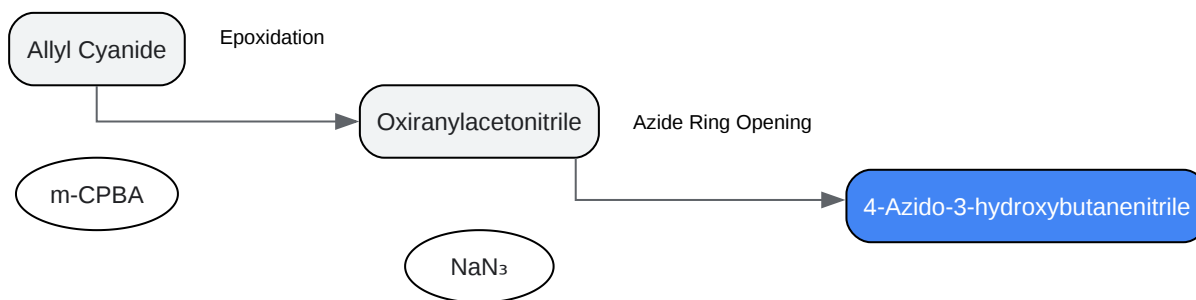 Allyl Cyanide
Epoxidation
Oxiranylacetonitrile
Azide Ring Opening
m-CPBA
4-Azido-3-hydroxybutanenitrile
NaN₃